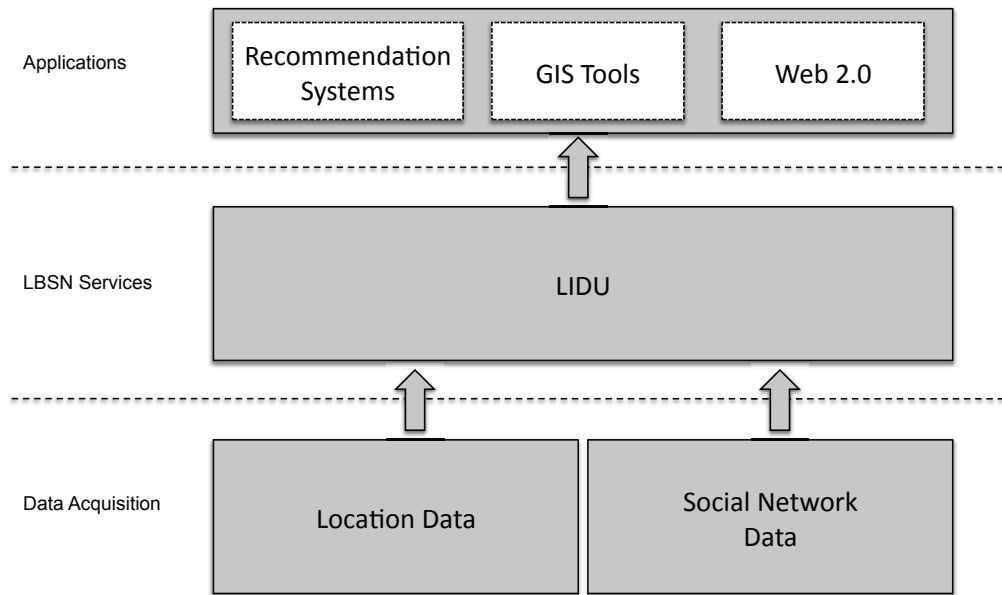 Applications
Recommendation
Systems
GIS Tools
Web 2.0
LBSN Services
LIDU
Data Acquisition
Location Data
Social Network
Data